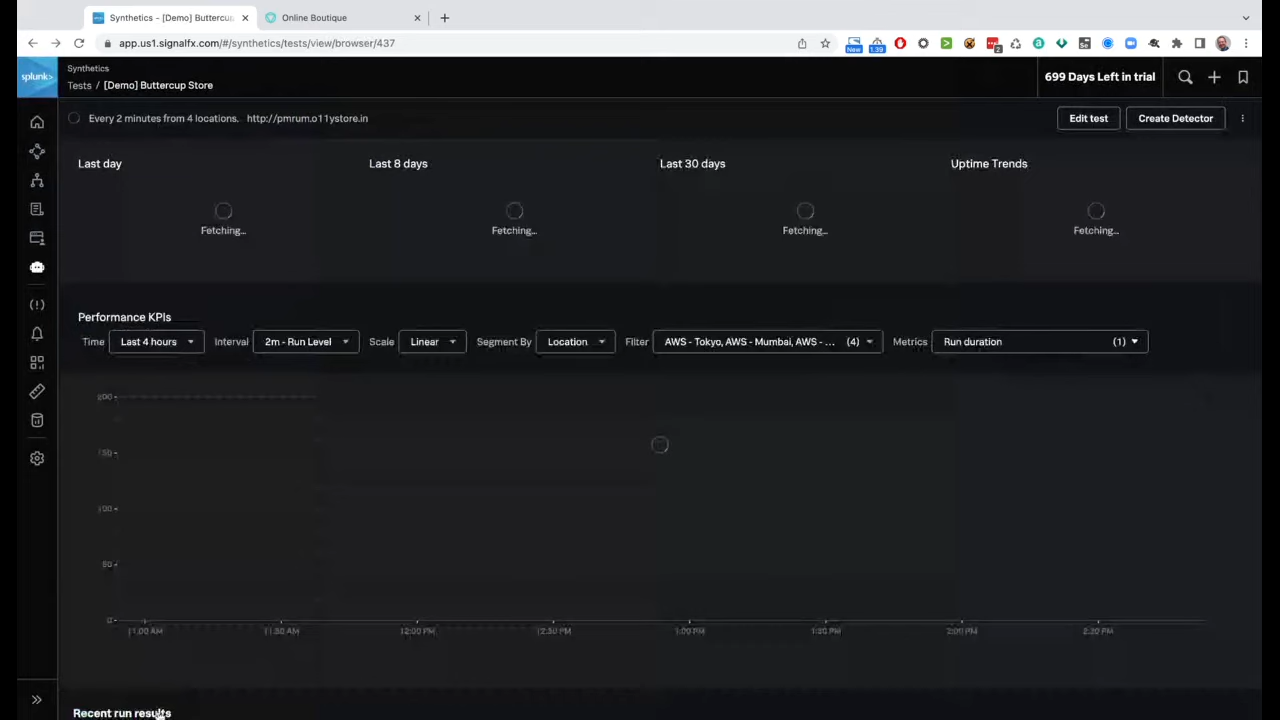 Synthetics - [Demo] Buttercup
Online Boutique
app.us1.signalfx.com/#/synthetics/tests/view/browser/437
New
1.39
2
splunk>
Synthetics
Tests / [Demo] Buttercup Store
699 Days Left in trial
Every 2 minutes from 4 locations. http://pmrum.o11ystore.in
Edit test
Create Detector
Last day
Last 8 days
Last 30 days
Uptime Trends
Fetching...
Fetching...
Fetching...
Fetching...
Performance KPIs
Time Last 4 hours Interval 2m - Run Level Scale Linear Segment By Location Filter AWS - Tokyo, AWS - Mumbai, AWS - ... (4) Metrics Run duration (1)
200
150
100
50
0
11:00 AM 11:30 AM 12:00 PM 12:30 PM 1:00 PM 1:30 PM 2:00 PM 2:30 PM
Recent run results